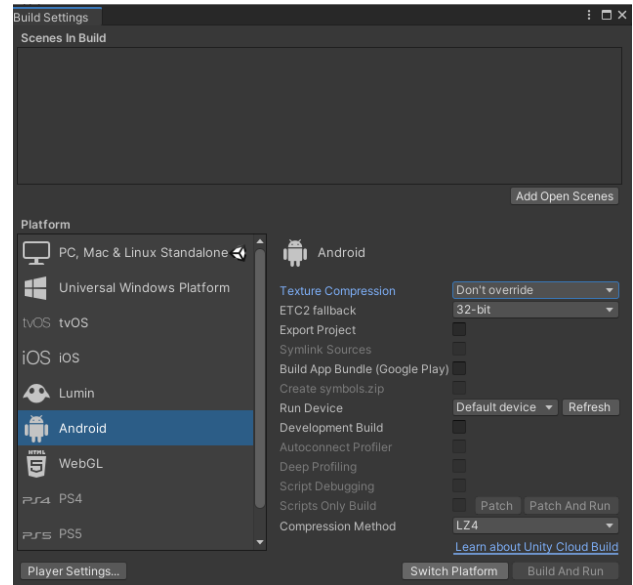 Build Settings
Scenes In Build
Add Open Scenes
Platform
PC, Mac & Linux Standalone
Universal Windows Platform
tvOS tvOS
iOS iOS
Lumin
Android
HTML 5 WebGL
PS4 PS4
PS5 PS5
Player Settings...
Android
Texture Compression Don't override
ETC2 fallback 32-bit
Export Project
Symlink Sources
Build App Bundle (Google Play)
Create symbols.zip
Run Device Default device Refresh
Development Build
Autoconnect Profiler
Deep Profiling
Script Debugging
Scripts Only Build Patch Patch And Run
Compression Method LZ4
Learn about Unity Cloud Build
Switch Platform Build And Run